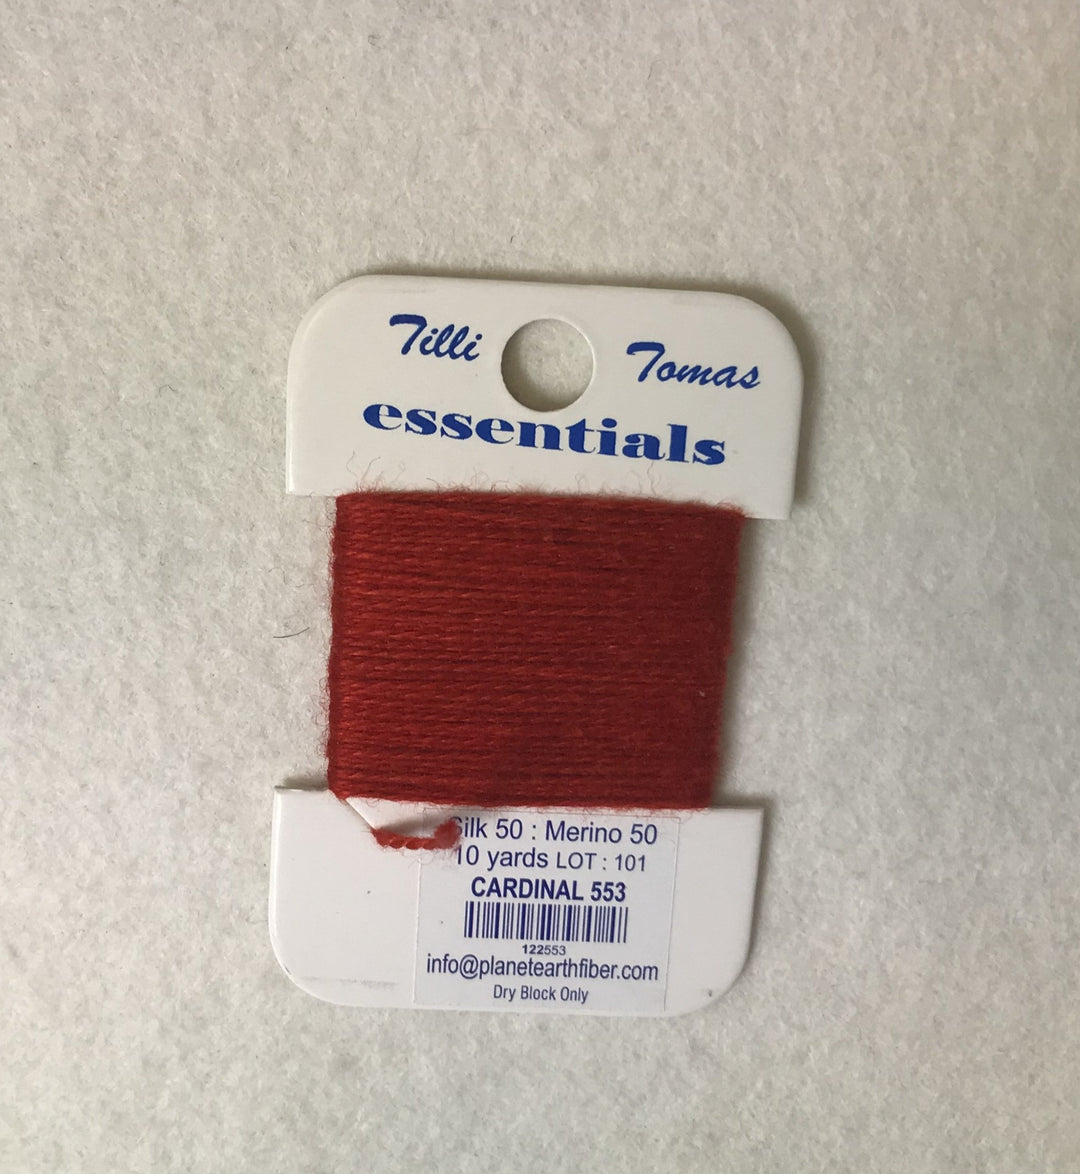 Tilli Tomas
essentials
Silk 50 : Merino 50
10 yards LOT : 101
CARDINAL 553
122553
info@planetearthfiber.com
Dry Block Only